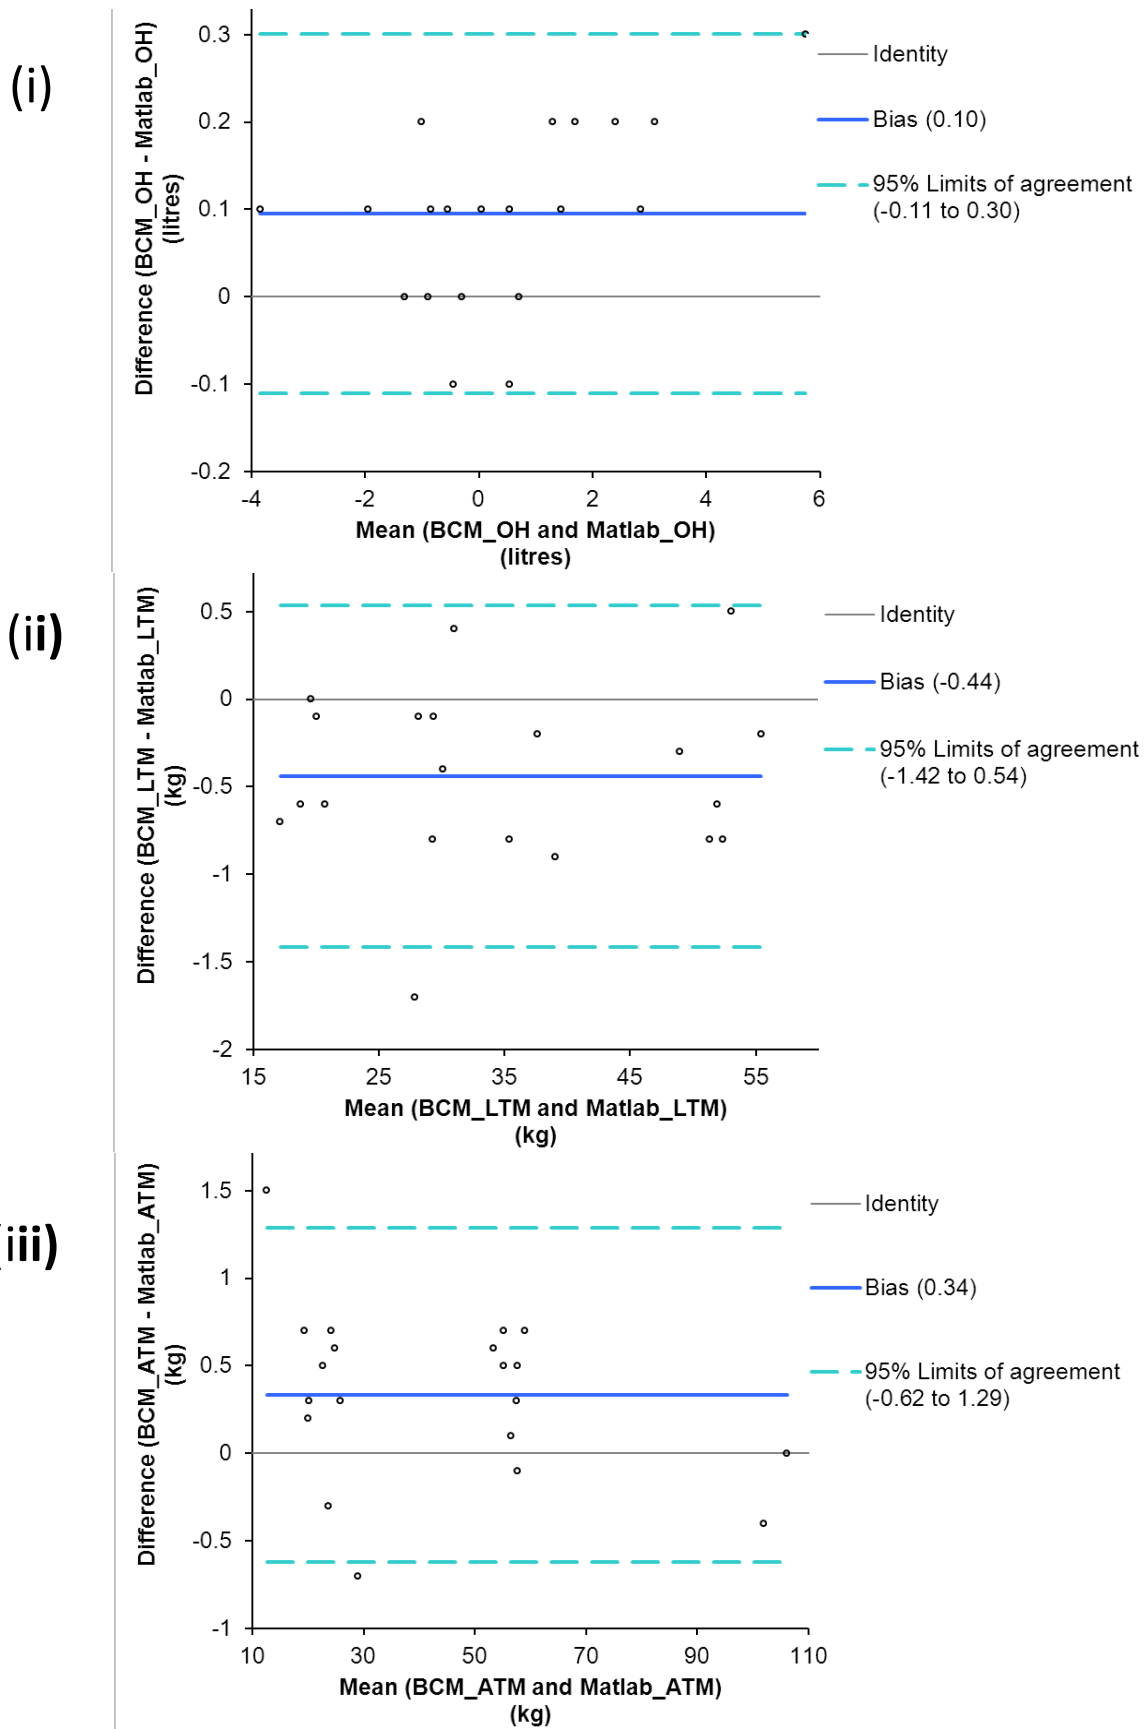 (i)
Difference (BCM_OH - Matlab_OH)
(litres)
0.3
0.2
0.1
0
-0.1
-0.2
-4
-2
0
2
4
6
Mean (BCM_OH and Matlab_OH)
(litres)
Identity
Bias (0.10)
95% Limits of agreement
(-0.11 to 0.30)
(ii)
Difference (BCM_LTM - Matlab_LTM)
(kg)
0.5
0
-0.5
-1
-1.5
-2
15
25
35
45
55
Mean (BCM_LTM and Matlab_LTM)
(kg)
Identity
Bias (-0.44)
95% Limits of agreement
(-1.42 to 0.54)
(iii)
Difference (BCM_ATM - Matlab_ATM)
(kg)
1.5
1
0.5
0
-0.5
-1
10
30
50
70
90
110
Mean (BCM_ATM and Matlab_ATM)
(kg)
Identity
Bias (0.34)
95% Limits of agreement
(-0.62 to 1.29)